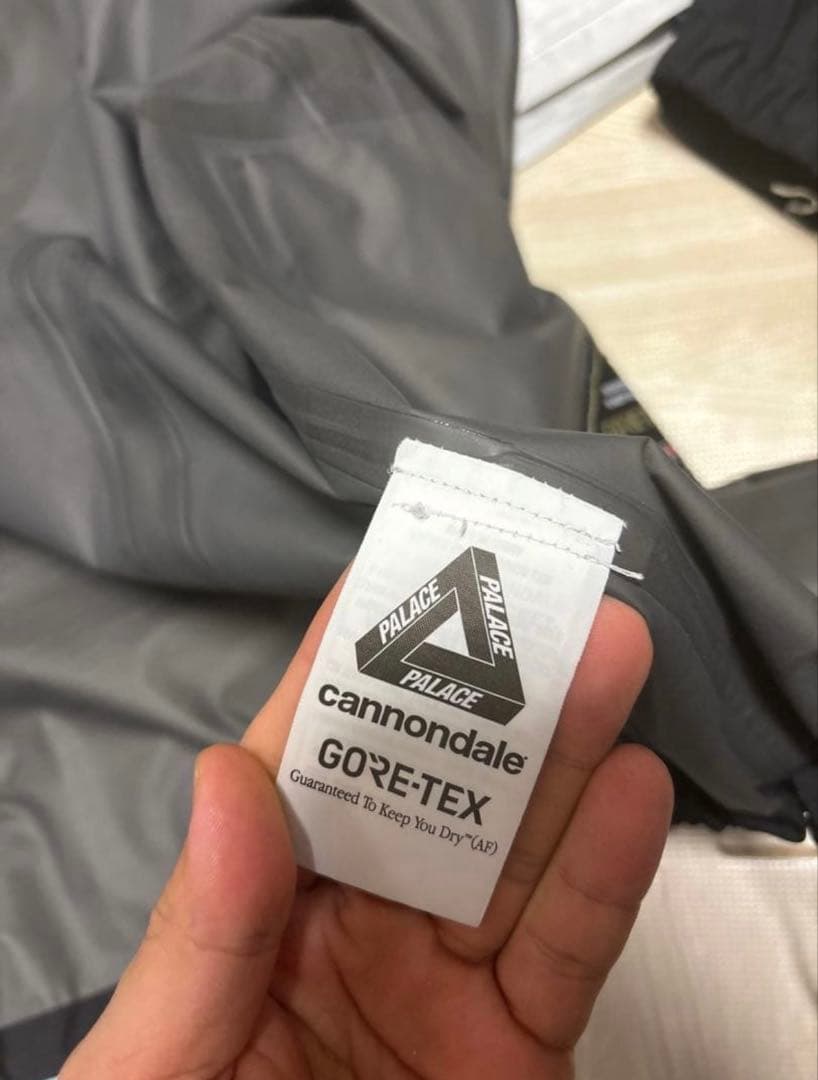 PALACE
PALACE
PALACE
cannondale
GORE-TEX
Guaranteed To Keep You Dry™(AF)